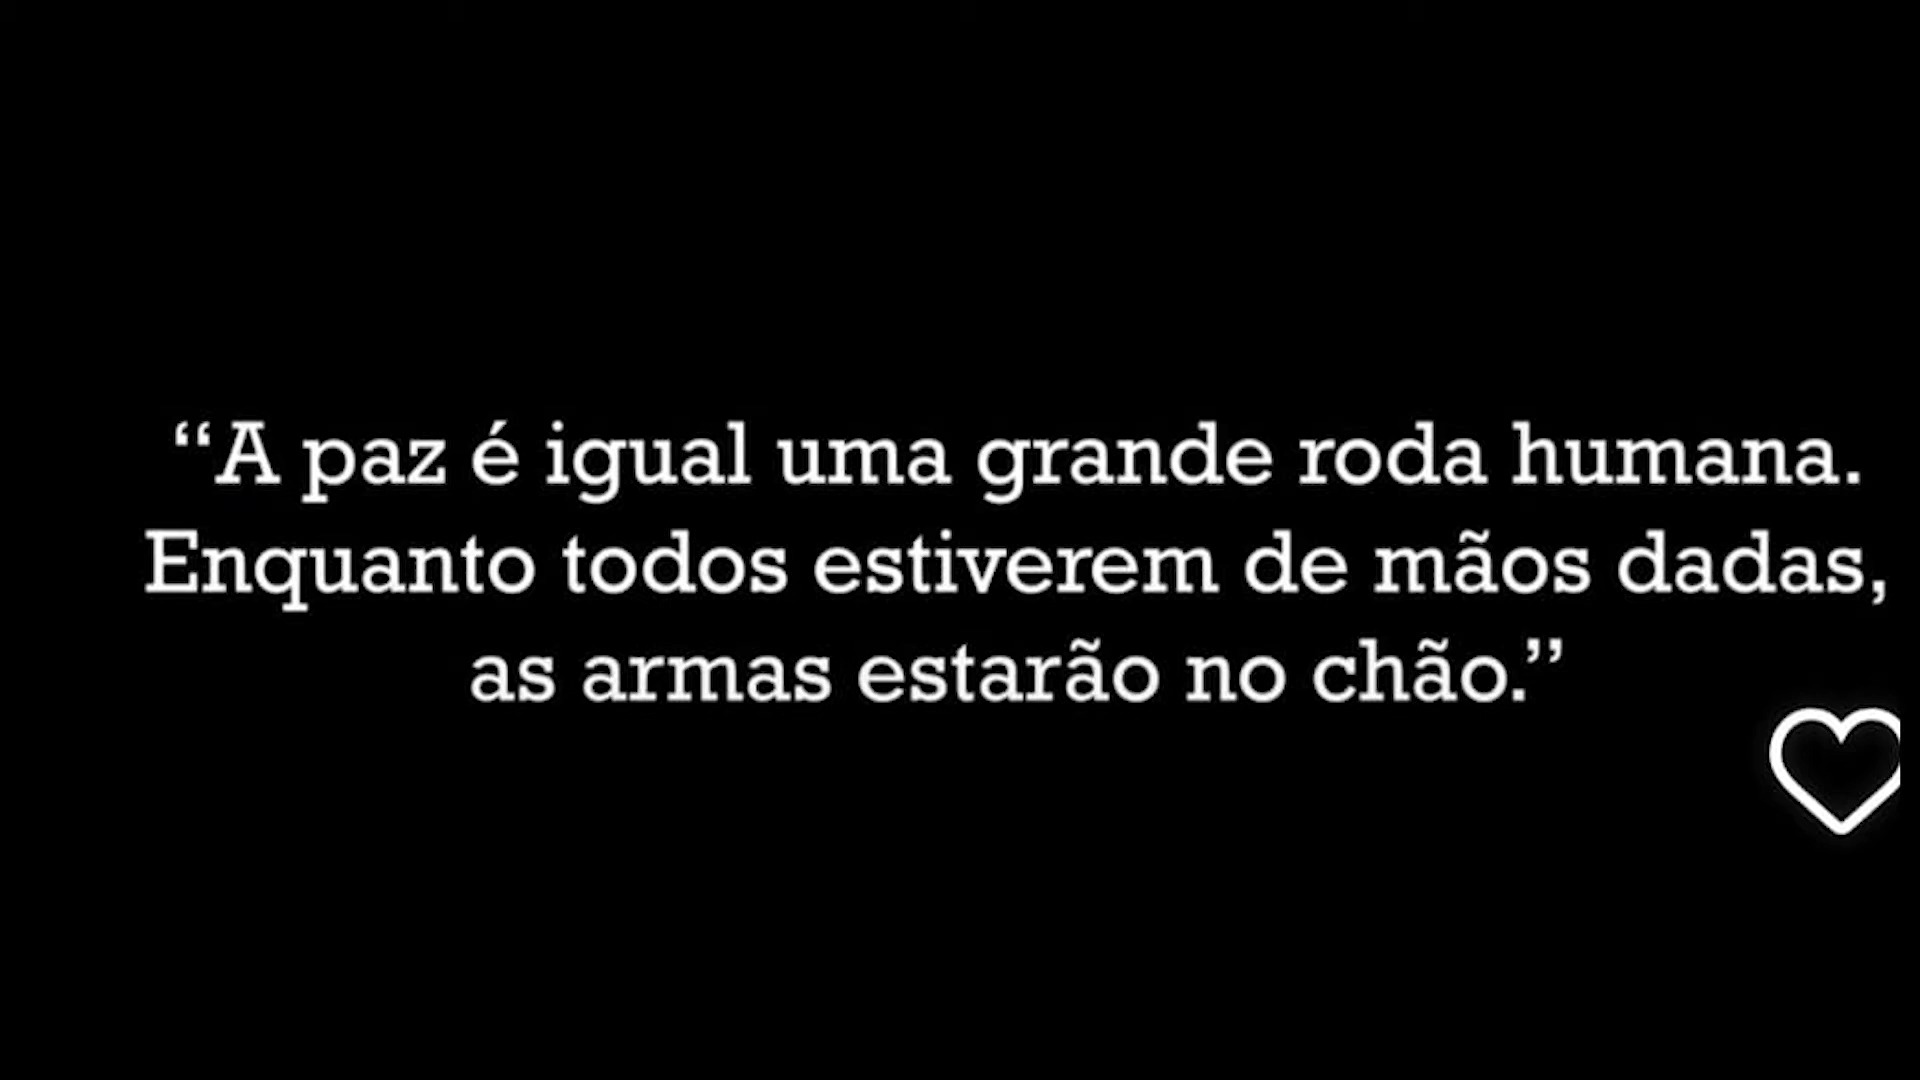 “A paz é igual uma grande roda humana.
Enquanto todos estiverem de mãos dadas,
as armas estarão no chão.”